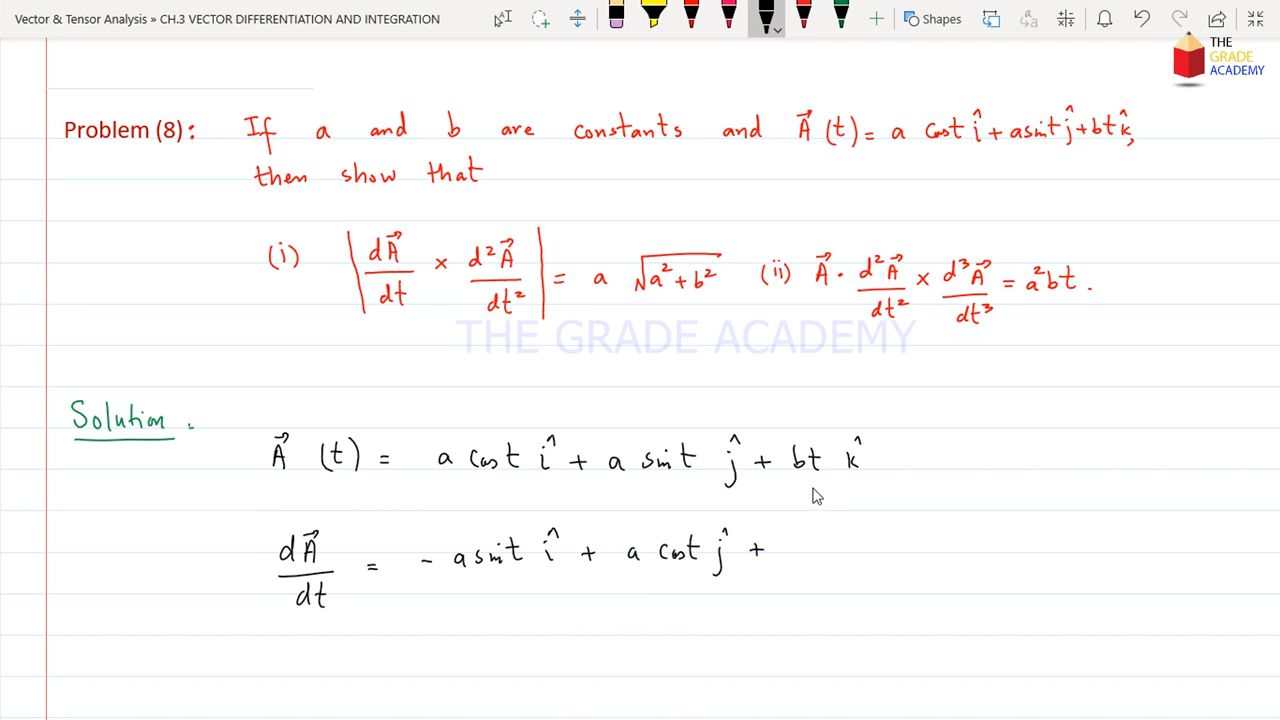 Vector & Tensor Analysis » CH.3 VECTOR DIFFERENTIATION AND INTEGRATION
Shapes
THE
GRADE
ACADEMY
Problem (8): If a and b are constants and A⃗ (t) = a cost î + a sint ĵ + bt k̂,
then show that
(i) | dA⃗/dt × d²A⃗/dt² | = a √(a² + b²) (ii) A⃗ · d²A⃗/dt² × d³A⃗/dt³ = a²bt.
THE GRADE ACADEMY
Solution.
A⃗ (t) = a cost î + a sint ĵ + bt k̂
dA⃗/dt = - a sint î + a cost ĵ +